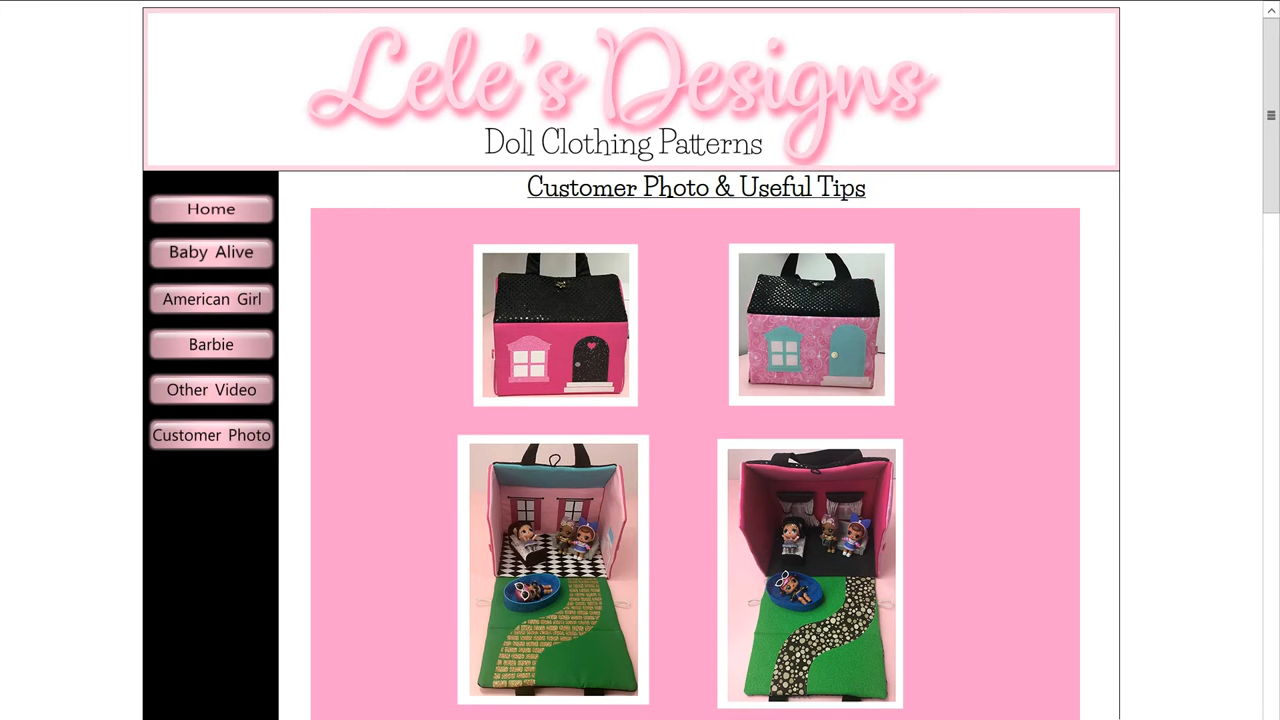 Lele's Designs
Doll Clothing Patterns
Customer Photo & Useful Tips
Home
Baby Alive
American Girl
Barbie
Other Video
Customer Photo